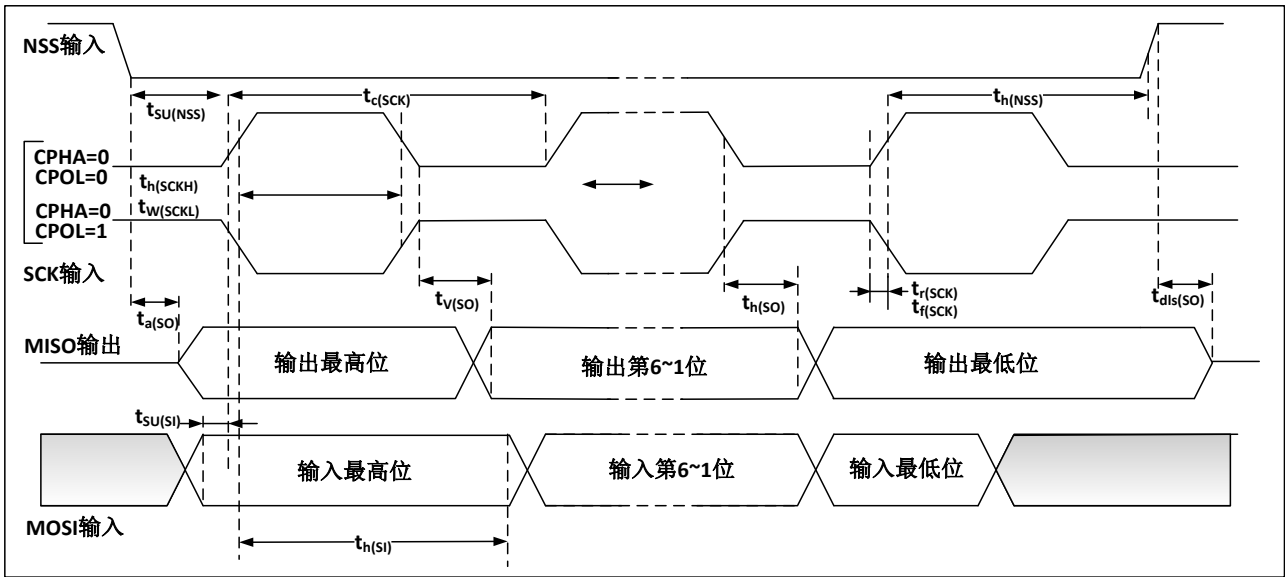 NSS输入
tSU(NSS)
tc(SCK)
th(NSS)
CPHA=0
CPOL=0
th(SCKH)
CPHA=0
tW(SCKL)
CPOL=1
SCK输入
ta(SO)
tV(SO)
th(SO)
tr(SCK)
tf(SCK)
tdls(SO)
MISO输出
输出最高位
输出第6~1位
输出最低位
tSU(SI)
输入最高位
输入第6~1位
输入最低位
MOSI输入
th(SI)